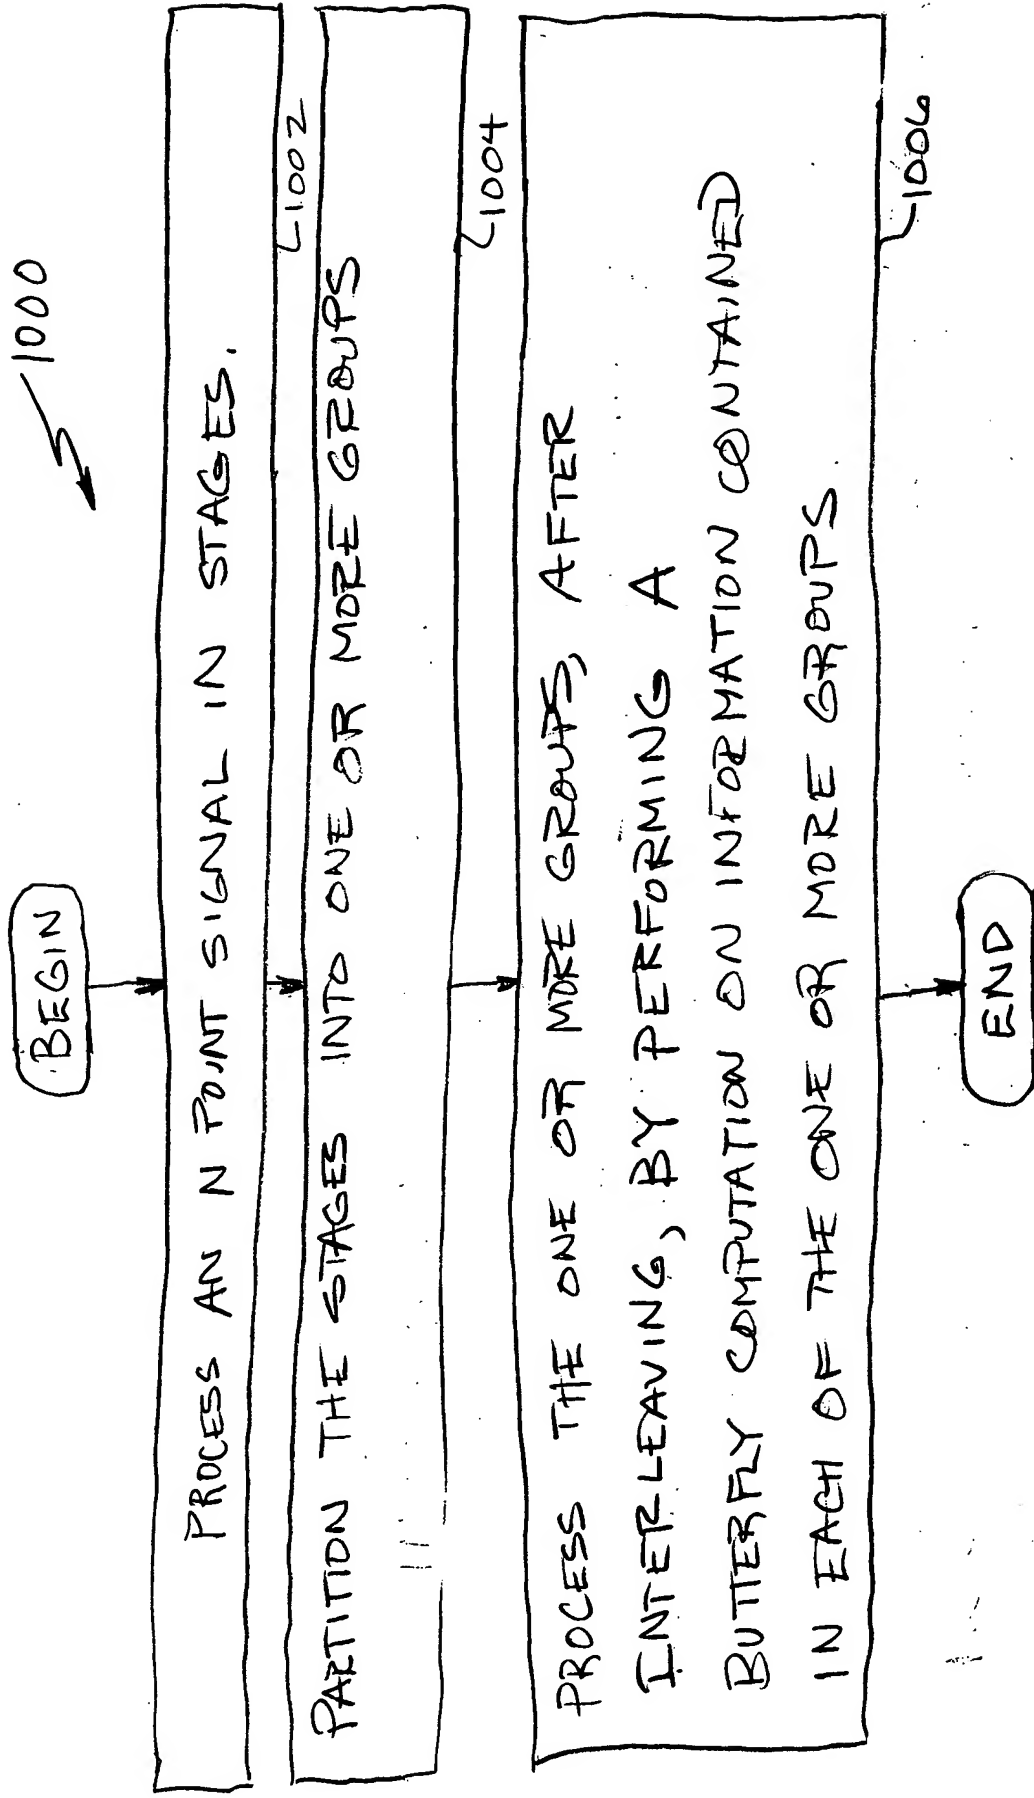 1000
BEGIN
PROCESS AN N POINT SIGNAL IN STAGES.
1002
PARTITION THE STAGES INTO ONE OR MORE GROUPS
1004
PROCESS THE ONE OR MORE GROUPS, AFTER
INTERLEAVING, BY PERFORMING A
BUTTERFLY COMPUTATION ON INFORMATION CONTAINED
IN EACH OF THE ONE OR MORE GROUPS.
1006
END